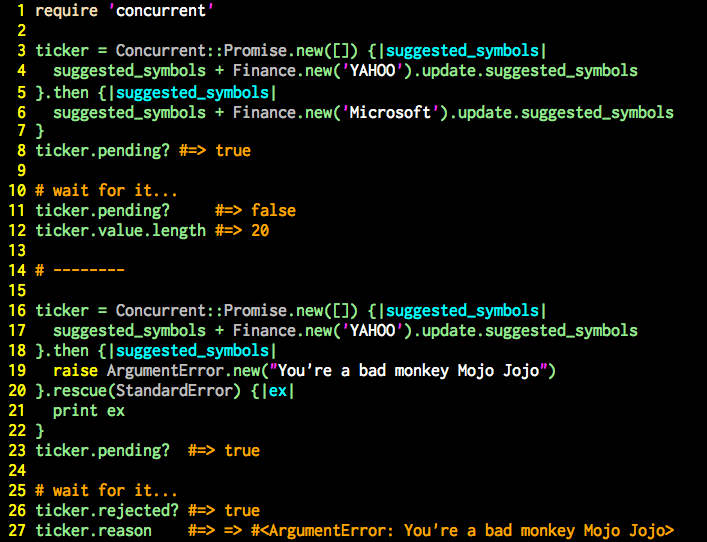 1 require 'concurrent'
2
3 ticker = Concurrent::Promise.new([]) {|suggested_symbols|
4   suggested_symbols + Finance.new('YAHOO').update.suggested_symbols
5 }.then {|suggested_symbols|
6   suggested_symbols + Finance.new('Microsoft').update.suggested_symbols
7 }
8 ticker.pending? #=> true
9
10 # wait for it...
11 ticker.pending?     #=> false
12 ticker.value.length #=> 20
13
14 # --------
15
16 ticker = Concurrent::Promise.new([]) {|suggested_symbols|
17   suggested_symbols + Finance.new('YAHOO').update.suggested_symbols
18 }.then {|suggested_symbols|
19   raise ArgumentError.new("You're a bad monkey Mojo Jojo")
20 }.rescue(StandardError) {|ex|
21   print ex
22 }
23 ticker.pending?  #=> true
24
25 # wait for it...
26 ticker.rejected? #=> true
27 ticker.reason    #=> => #<ArgumentError: You're a bad monkey Mojo Jojo>